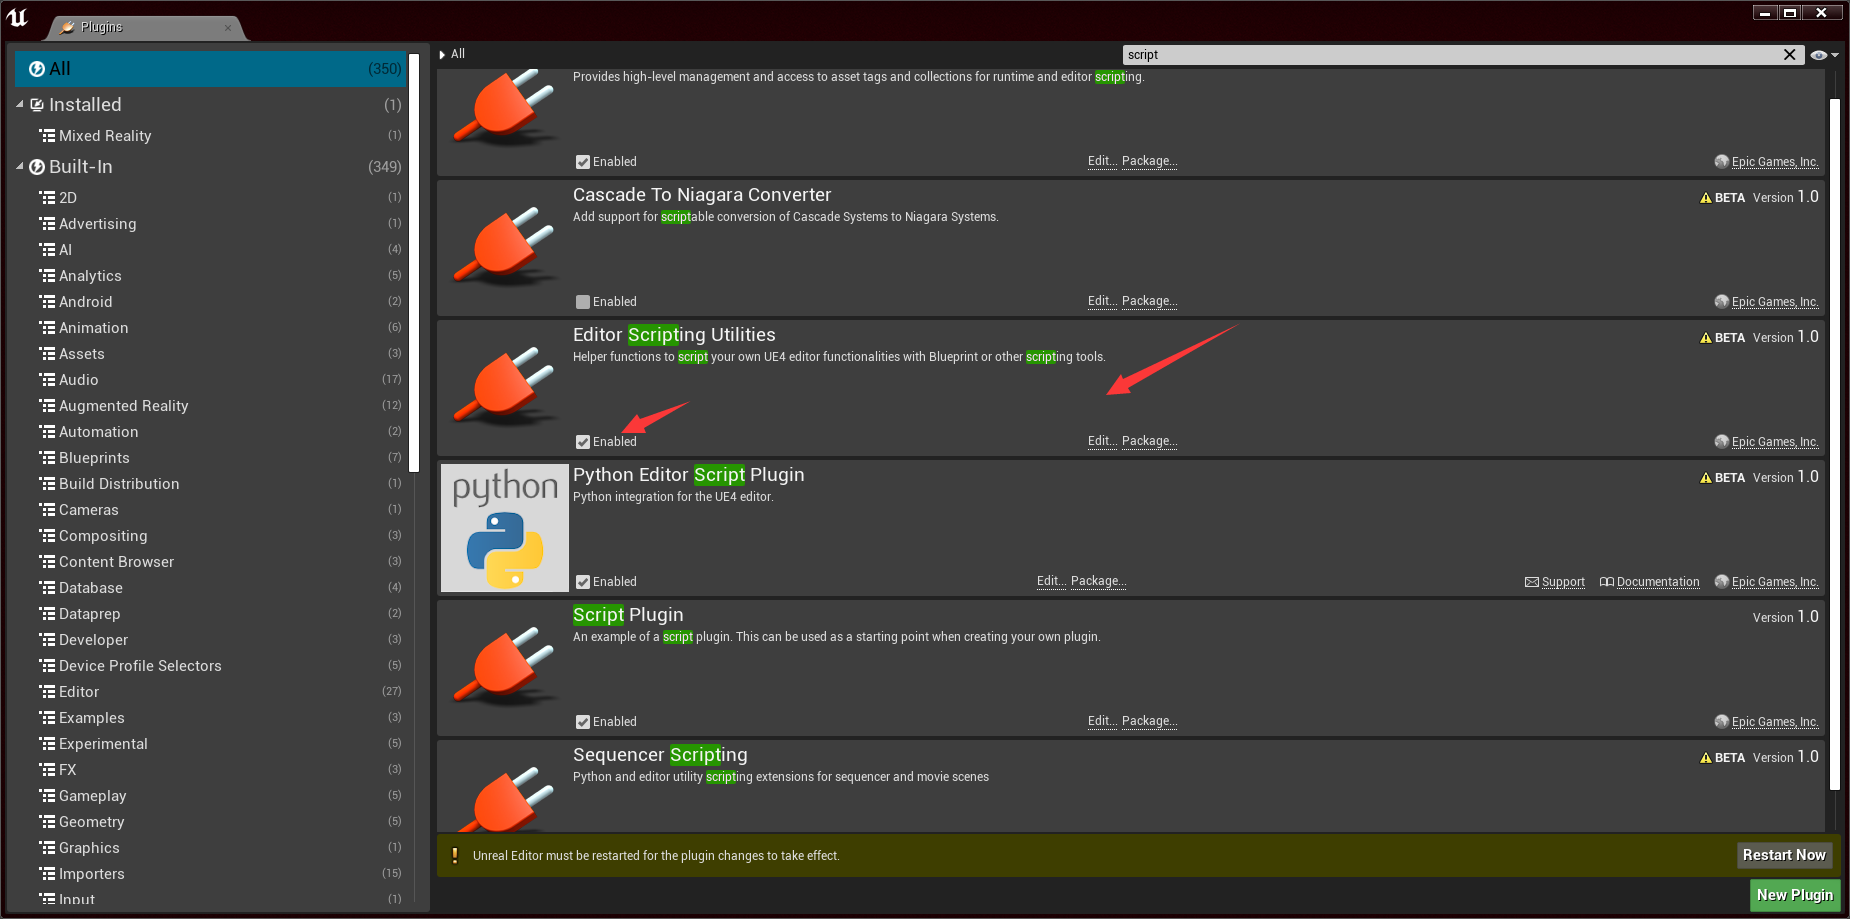 Plugins
All (350)
Installed (1)
Mixed Reality (1)
Built-In (349)
2D (1)
Advertising (1)
AI (4)
Analytics (5)
Android (2)
Animation (6)
Assets (3)
Audio (17)
Augmented Reality (12)
Automation (2)
Blueprints (7)
Build Distribution (1)
Cameras (1)
Compositing (3)
Content Browser (3)
Database (4)
Dataprep (2)
Developer (3)
Device Profile Selectors (5)
Editor (27)
Examples (3)
Experimental (5)
FX (3)
Gameplay (5)
Geometry (5)
Graphics (1)
Importers (15)
Input (1)
All
script
Provides high-level management and access to asset tags and collections for runtime and editor scripting.
Enabled Edit... Package... Epic Games, Inc.
Cascade To Niagara Converter BETA Version 1.0
Add support for scriptable conversion of Cascade Systems to Niagara Systems.
Enabled Edit... Package... Epic Games, Inc.
Editor Scripting Utilities BETA Version 1.0
Helper functions to script your own UE4 editor functionalities with Blueprint or other scripting tools.
Enabled Edit... Package... Epic Games, Inc.
python
Python Editor Script Plugin BETA Version 1.0
Python integration for the UE4 editor.
Enabled Edit... Package... Support Documentation Epic Games, Inc.
Script Plugin Version 1.0
An example of a script plugin. This can be used as a starting point when creating your own plugin.
Enabled Edit... Package... Epic Games, Inc.
Sequencer Scripting BETA Version 1.0
Python and editor utility scripting extensions for sequencer and movie scenes
Unreal Editor must be restarted for the plugin changes to take effect. Restart Now
New Plugin